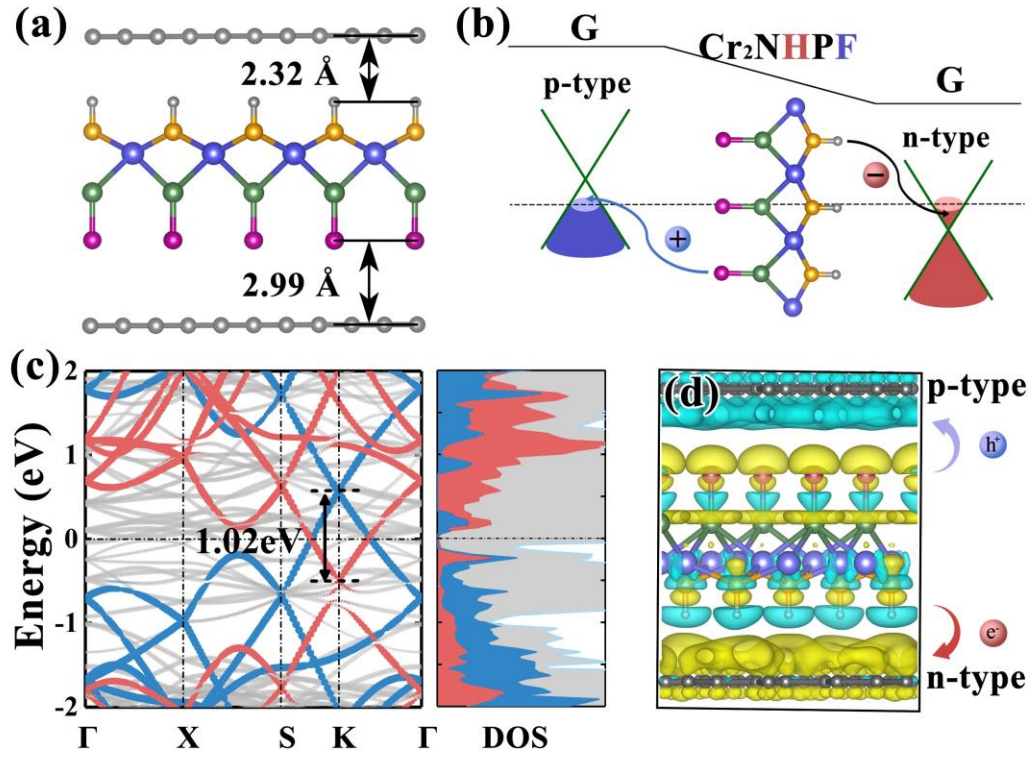 (a)
2.32 Å
2.99 Å
(b)
G
Cr₂NHPF
G
p-type
n-type
−
+
(c)
Energy (eV)
2
1
0
-1
-2
1.02eV
Γ
X
S
K
Γ
DOS
(d)
p-type
h⁺
e⁻
n-type